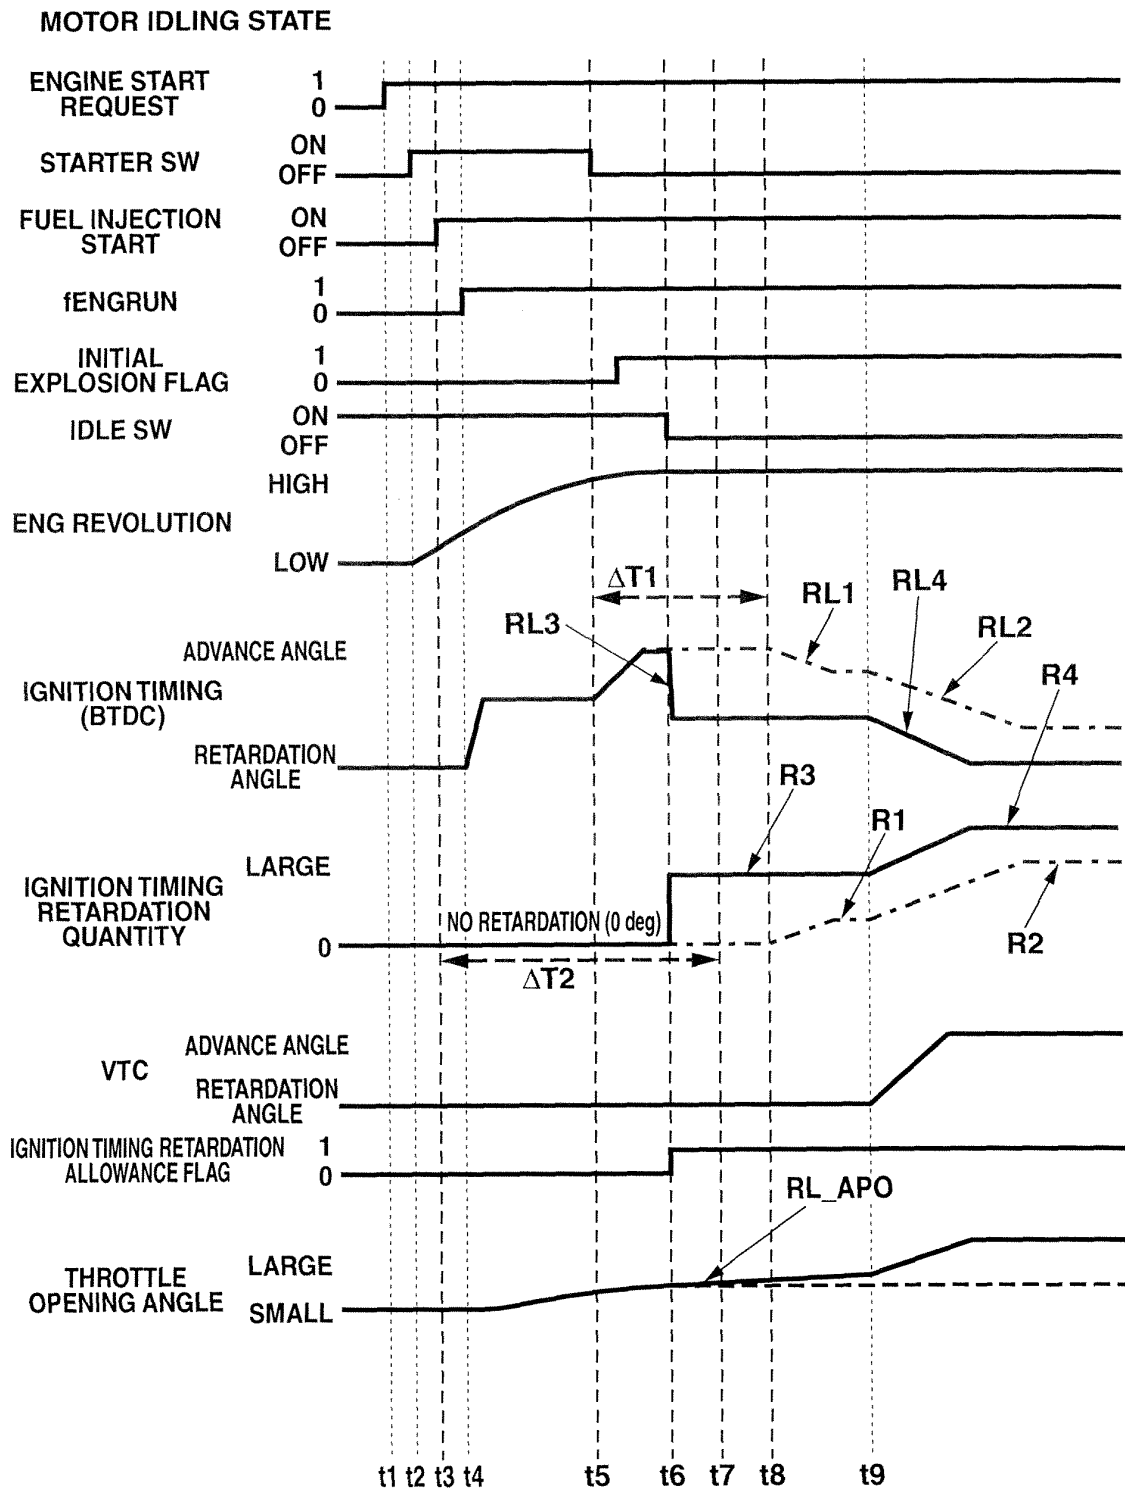 MOTOR IDLING STATE
ENGINE START
REQUEST
1
0
STARTER SW
ON
OFF
FUEL INJECTION
START
ON
OFF
fENGRUN
1
0
INITIAL
EXPLOSION FLAG
1
0
IDLE SW
ON
OFF
ENG REVOLUTION
HIGH
LOW
ΔT1
RL1
RL4
RL3
RL2
ADVANCE ANGLE
IGNITION TIMING
(BTDC)
R4
RETARDATION
ANGLE
R3
R1
LARGE
IGNITION TIMING
RETARDATION
QUANTITY
NO RETARDATION (0 deg)
0
R2
ΔT2
VTC
ADVANCE ANGLE
RETARDATION
ANGLE
IGNITION TIMING RETARDATION
ALLOWANCE FLAG
1
0
RL_APO
THROTTLE
OPENING ANGLE
LARGE
SMALL
t1 t2 t3 t4 t5 t6 t7 t8 t9